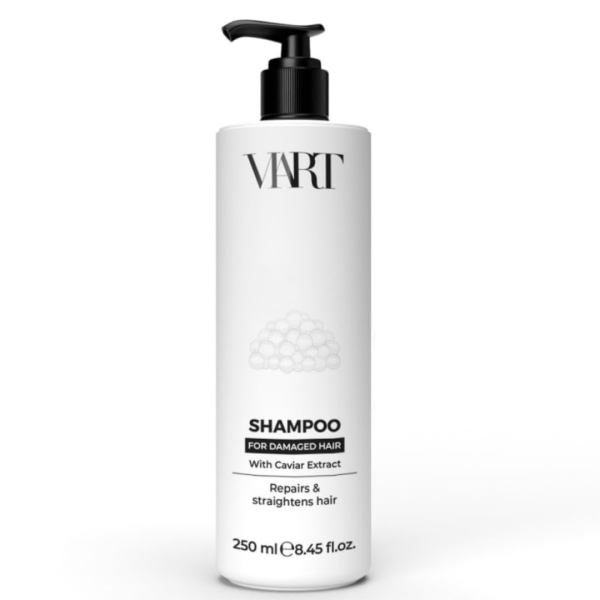 VIART
SHAMPOO
FOR DAMAGED HAIR
With Caviar Extract
Repairs &
straightens hair
250 ml ℮ 8.45 fl.oz.